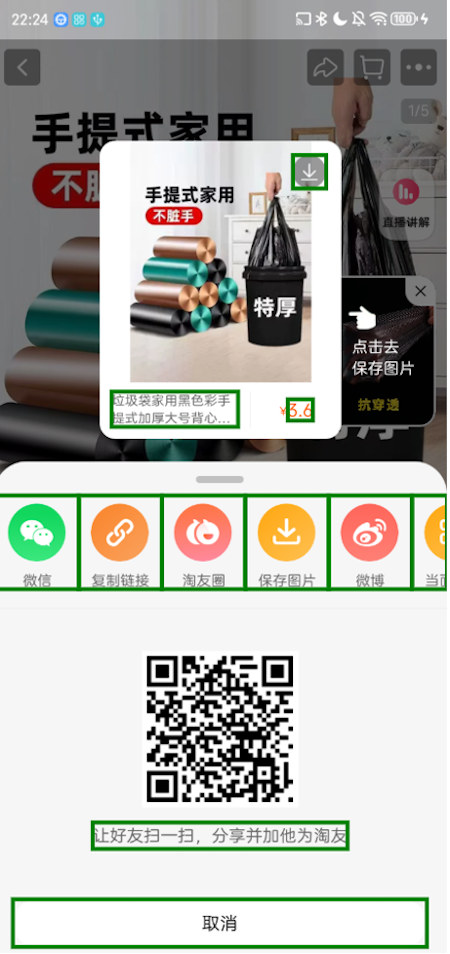 22:24
100
手提式家用
1/5
不脏
直播讲解
手提式家用
不脏手
特厚
点击去
保存图片
抗穿透
垃圾袋家用黑色彩手
提式加厚大号背心...
¥3.6
微信
复制链接
淘友圈
保存图片
微博
当面
让好友扫一扫，分享并加他为淘友
取消